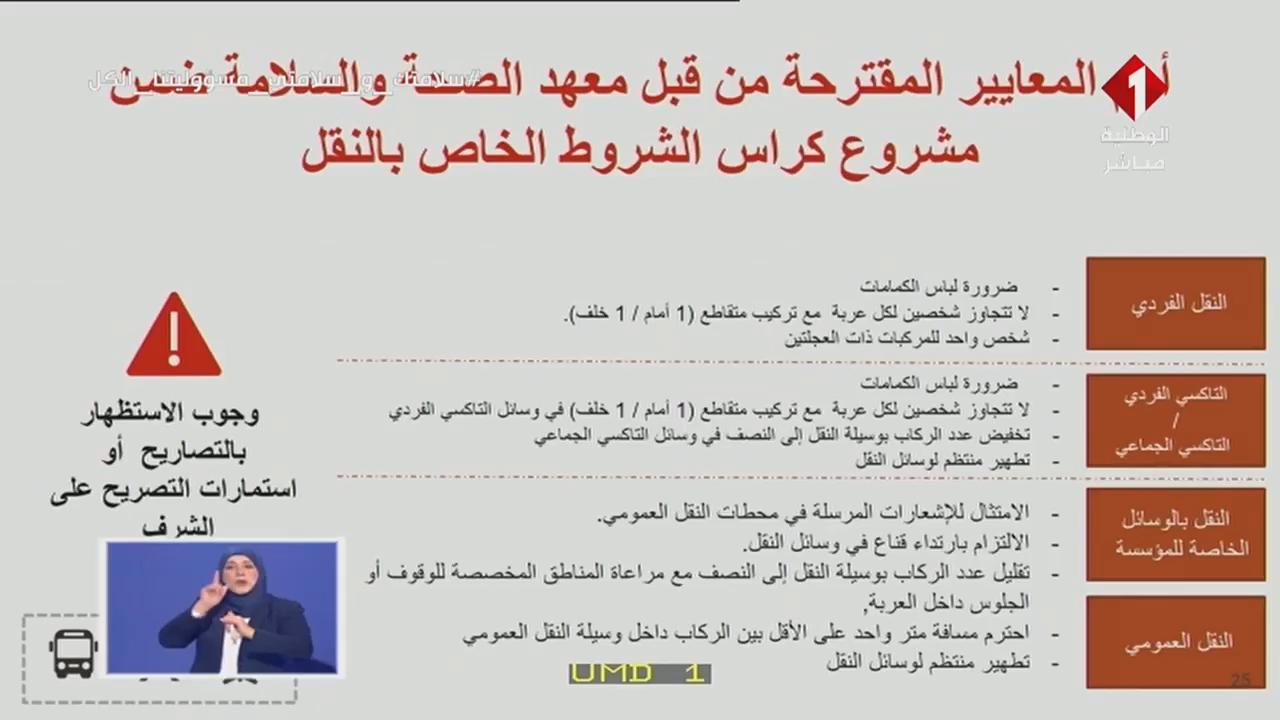 #سلامتك_و_سلامتي_مسؤوليتنا_الكل
المعايير المقترحة من قبل معهد الصحة والسلامة ضمن
مشروع كراس الشروط الخاص بالنقل
1
الوطنية
مباشر
النقل الفردي
- ضرورة لباس الكمامات
- لا تتجاوز شخصين لكل عربة مع تركيب متقاطع (1 أمام / 1 خلف).
- شخص واحد للمركبات ذات العجلتين
التاكسي الفردي
/
التاكسي الجماعي
- ضرورة لباس الكمامات
- لا تتجاوز شخصين لكل عربة مع تركيب متقاطع (1 أمام / 1 خلف) في وسائل التاكسي الفردي
- تخفيض عدد الركاب بوسيلة النقل إلى النصف في وسائل التاكسي الجماعي
- تطهير منتظم لوسائل النقل
النقل بالوسائل
الخاصة للمؤسسة
النقل العمومي
- الامتثال للإشعارات المرسلة في محطات النقل العمومي.
- الالتزام بارتداء قناع في وسائل النقل.
- تقليل عدد الركاب بوسيلة النقل إلى النصف مع مراعاة المناطق المخصصة للوقوف أو
الجلوس داخل العربة,
- احترم مسافة متر واحد على الأقل بين الركاب داخل وسيلة النقل العمومي
- تطهير منتظم لوسائل النقل
وجوب الاستظهار
بالتصاريح أو
استمارات التصريح على
الشرف
UMD 1
25